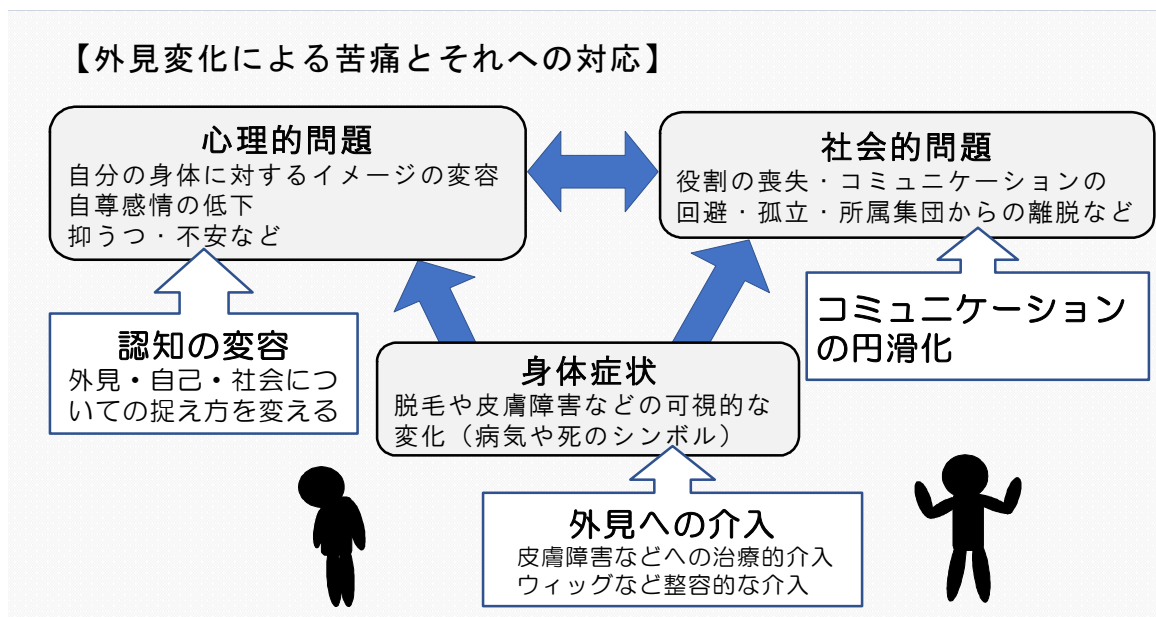 【外見変化による苦痛とそれへの対応】
心理的問題
自分の身体に対するイメージの変容
自尊感情の低下
抑うつ・不安など
社会的問題
役割の喪失・コミュニケーションの
回避・孤立・所属集団からの離脱など
認知の変容
外見・自己・社会につ
いての捉え方を変える
コミュニケーション
の円滑化
身体症状
脱毛や皮膚障害などの可視的な
変化（病気や死のシンボル）
外見への介入
皮膚障害などへの治療的介入
ウィッグなど整容的な介入